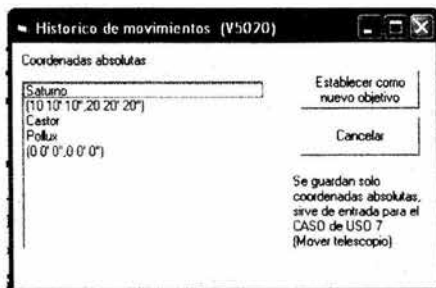 Historico de movimientos (V5020)
Coordenadas absolutas
Saturno
(10 10' 10",20 20' 20")
Castor
Pollux
(0 0' 0",0 0' 0")
Establecer como
nuevo objetivo
Cancelar
Se guardan solo
coordenadas absolutas,
sirve de entrada para el
CASO de USO 7
(Mover telescopio)